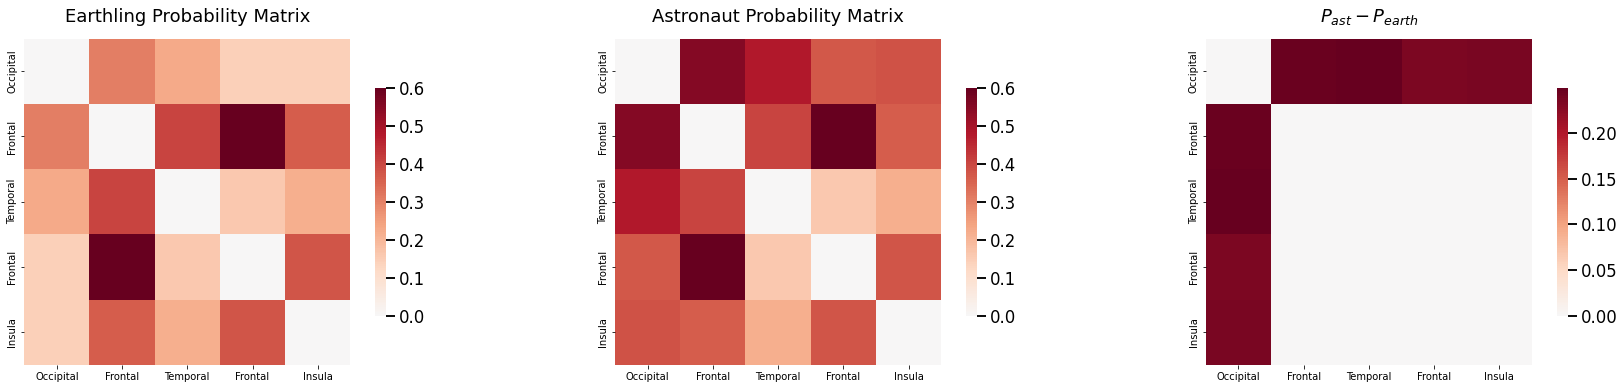 Earthling Probability Matrix
Occipital
Frontal
Temporal
Frontal
Insula
Occipital Frontal Temporal Frontal Insula
0.6
0.5
0.4
0.3
0.2
0.1
0.0
Astronaut Probability Matrix
Occipital
Frontal
Temporal
Frontal
Insula
Occipital Frontal Temporal Frontal Insula
0.6
0.5
0.4
0.3
0.2
0.1
0.0
P_ast − P_earth
Occipital
Frontal
Temporal
Frontal
Insula
Occipital Frontal Temporal Frontal Insula
0.20
0.15
0.10
0.05
0.00